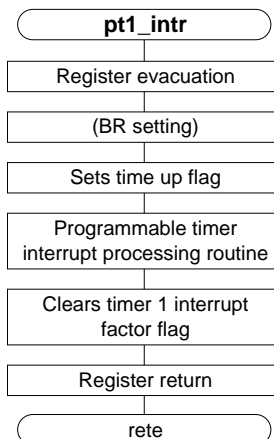 pt1_intr
Register evacuation
(BR setting)
Sets time up flag
Programmable timer
interrupt processing routine
Clears timer 1 interrupt
factor flag
Register return
rete